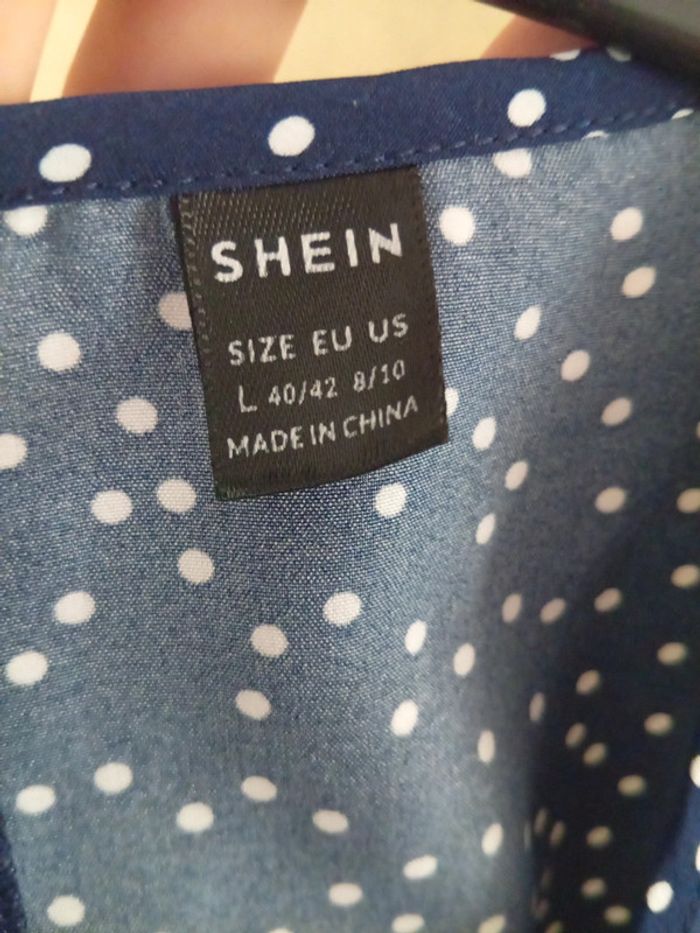 SHEIN
SIZE EU US
L 40/42 8/10
MADE IN CHINA